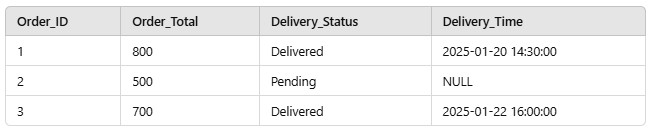 Order_ID Order_Total Delivery_Status Delivery_Time
1 800 Delivered 2025-01-20 14:30:00
2 500 Pending NULL
3 700 Delivered 2025-01-22 16:00:00